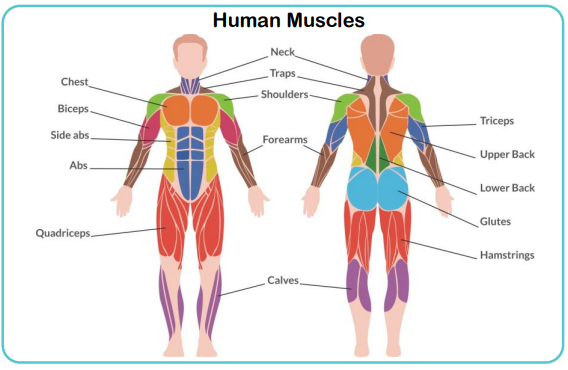 Human Muscles
Neck
Traps
Shoulders
Chest
Biceps
Side abs
Abs
Forearms
Quadriceps
Calves
Triceps
Upper Back
Lower Back
Glutes
Hamstrings